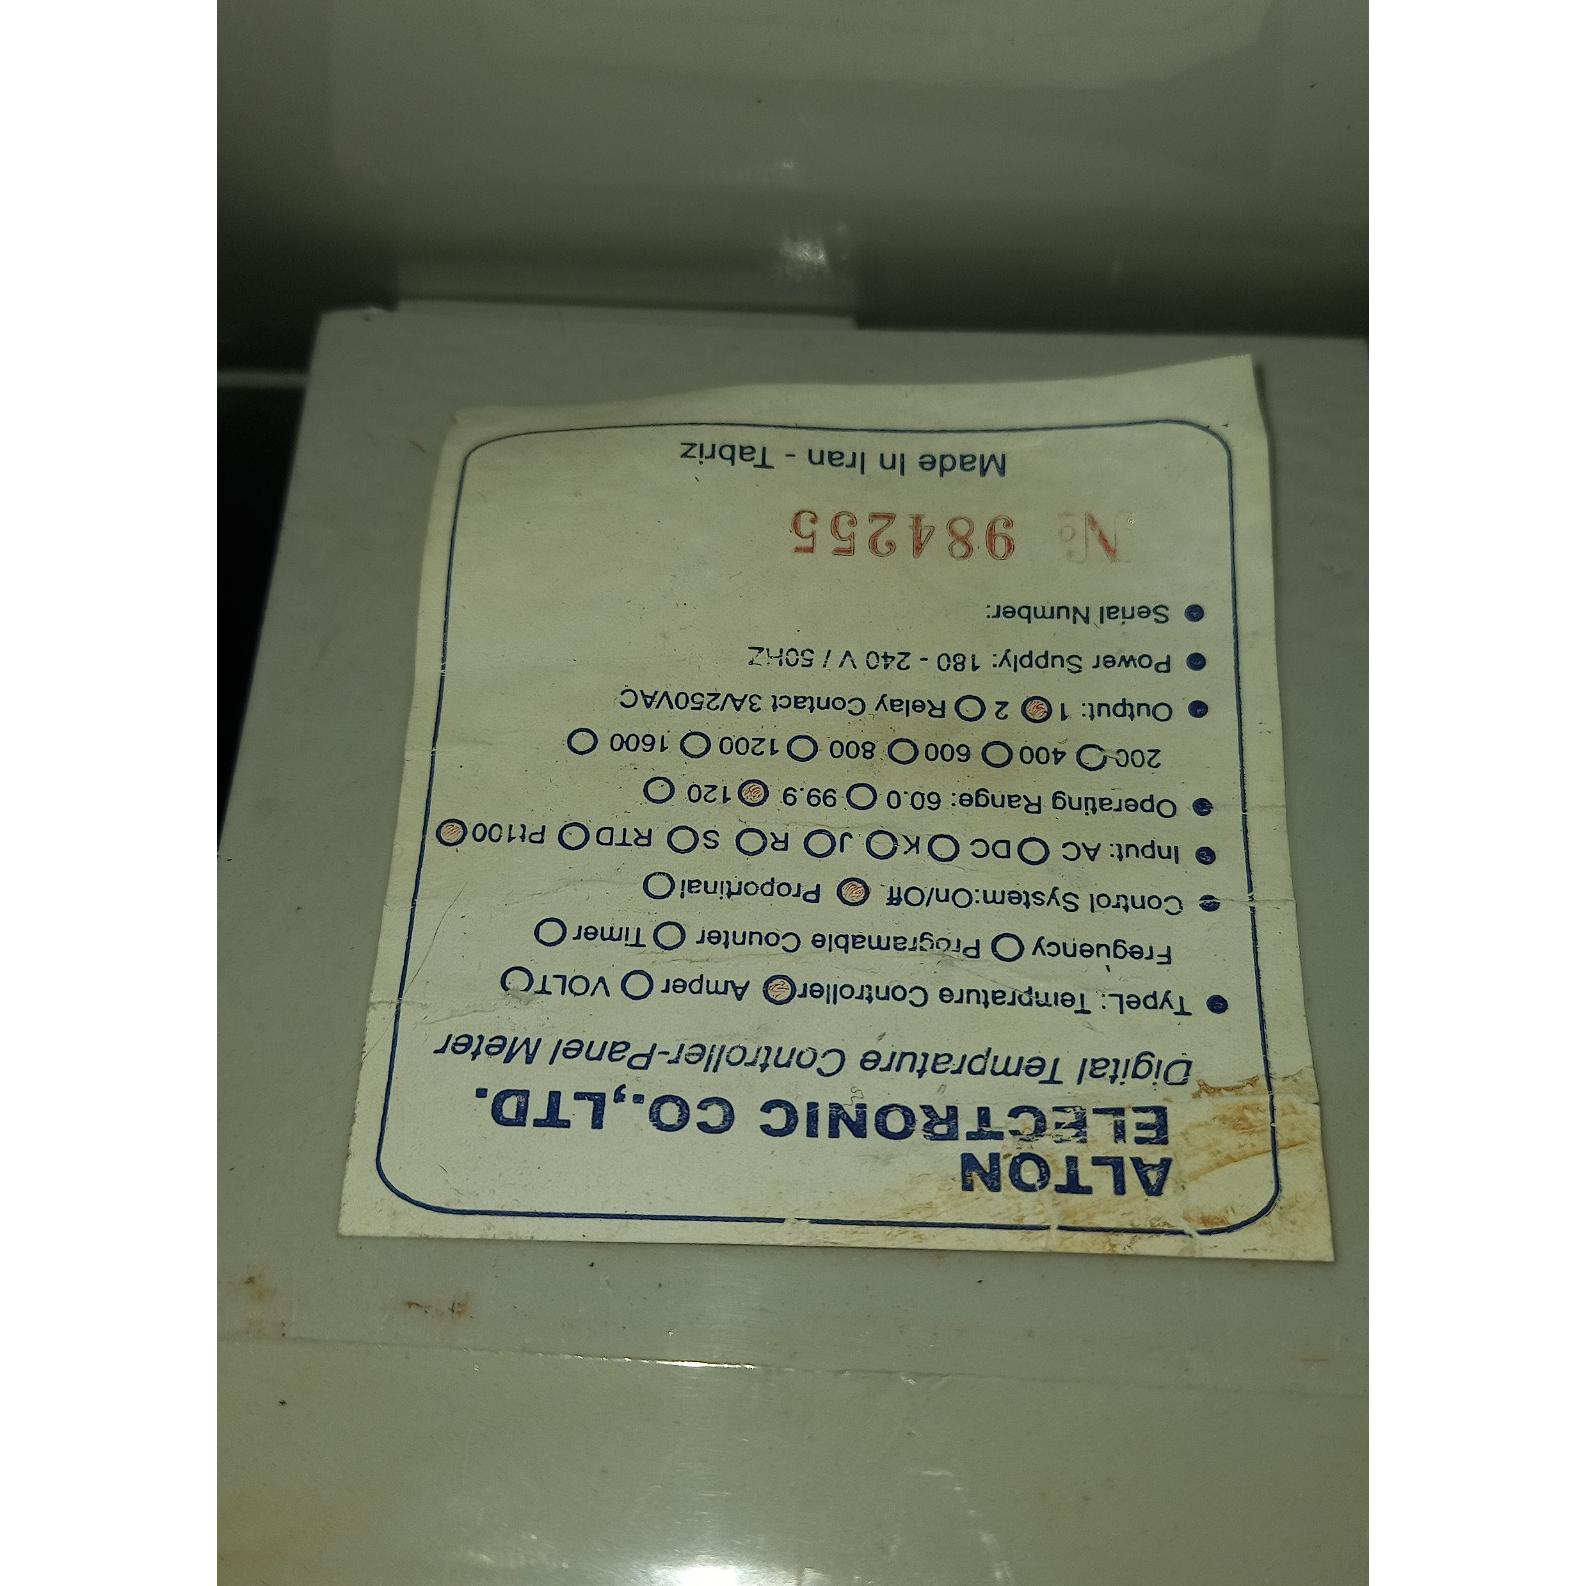 ALTON
ELECTRONIC CO.,LTD.
Digital Temprature Controller-Panel Meter
TypeL: Temprature Controller Amper VOLT
Freguency Programable Counter Timer
Control System:On/Off Proportinal
Input: AC DC K J R S RTD Pt100
Operating Range: 60.0 99.9 120
200 400 600 800 1200 1600
Output: 1 2 Relay Contact 3A/250VAC
Power Supply: 180 - 240 V / 50HZ
Serial Number:
Nº 984255
Made In Iran - Tabriz